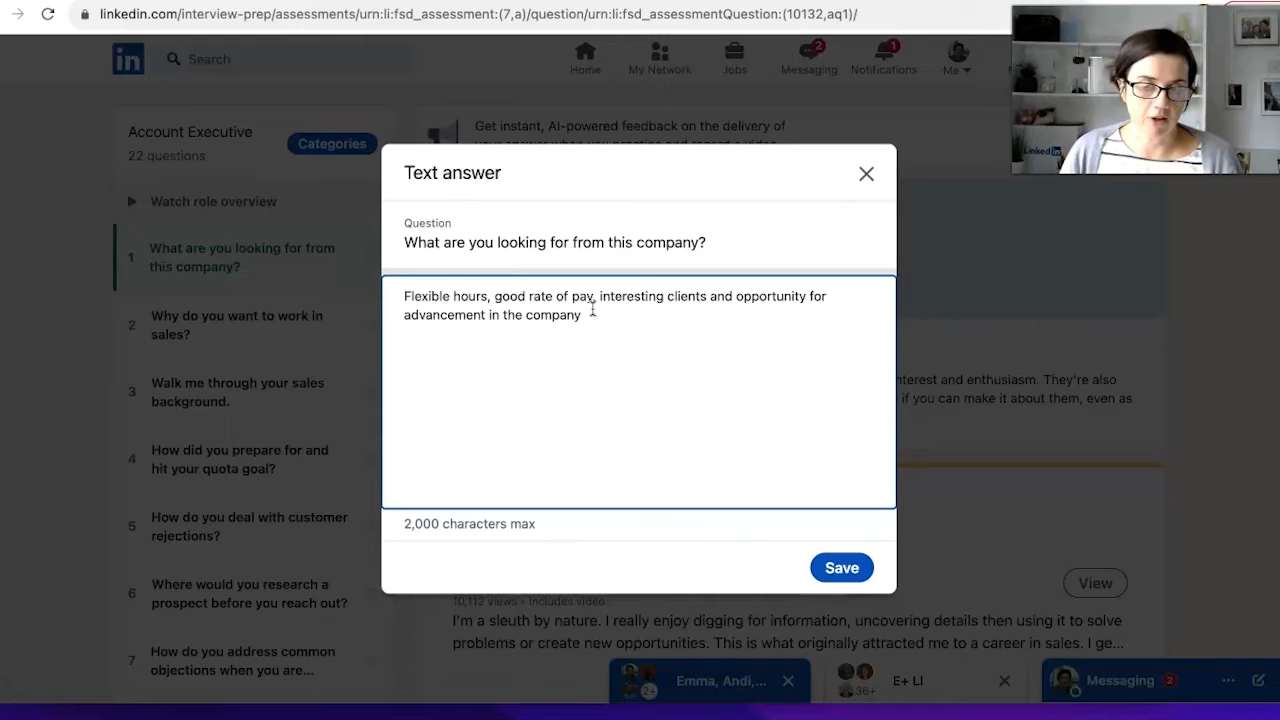 linkedin.com/interview-prep/assessments/urn:li:fsd_assessment:(7,a)/question/urn:li:fsd_assessmentQuestion:(10132,aq1)/
in
Search
Home
My Network
Jobs
2
Messaging
1
Notifications
Me
Account Executive
22 questions
Categories
Watch role overview
1
What are you looking for from
this company?
2
Why do you want to work in
sales?
3
Walk me through your sales
background.
4
How did you prepare for and
hit your quota goal?
5
How do you deal with customer
rejections?
6
Where would you research a
prospect before you reach out?
7
How do you address common
objections when you are...
Get instant, AI-powered feedback on the delivery of
Text answer
Question
What are you looking for from this company?
Flexible hours, good rate of pay, interesting clients and opportunity for
advancement in the company
2,000 characters max
Save
nterest and enthusiasm. They're also
if you can make it about them, even as
View
10,112 views • Includes video
I'm a sleuth by nature. I really enjoy digging for information, uncovering details then using it to solve
problems or create new opportunities. This is what originally attracted me to a career in sales. I ge...
2+
Emma, Andi,...
36+
E+ LI
Messaging
2
Linkedin